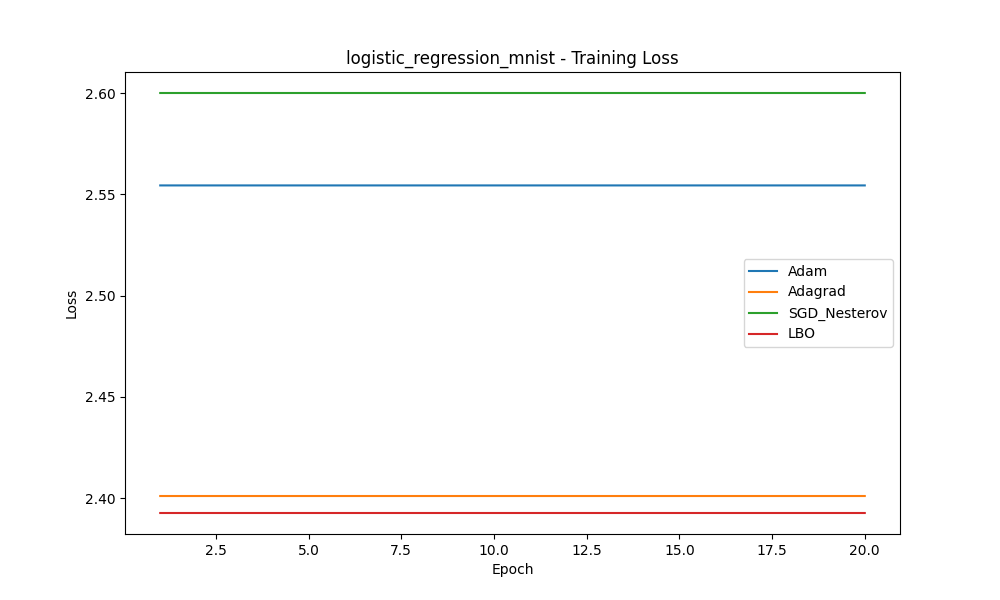 logistic_regression_mnist - Training Loss
Loss
2.60
2.55
2.50
2.45
2.40
Adam
Adagrad
SGD_Nesterov
LBO
2.5 5.0 7.5 10.0 12.5 15.0 17.5 20.0
Epoch